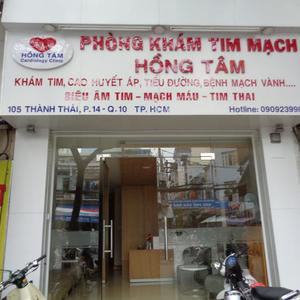 HỒNG TÂM
Cardiology Clinic
PHÒNG KHÁM TIM MẠCH
HỒNG TÂM
KHÁM TIM, CAO HUYẾT ÁP, TIỂU ĐƯỜNG, BỆNH MẠCH VÀNH....
SIÊU ÂM TIM - MẠCH MÁU - TIM THAI
105 THÀNH THÁI, P.14 - Q.10 TP. HCM
Hotline: